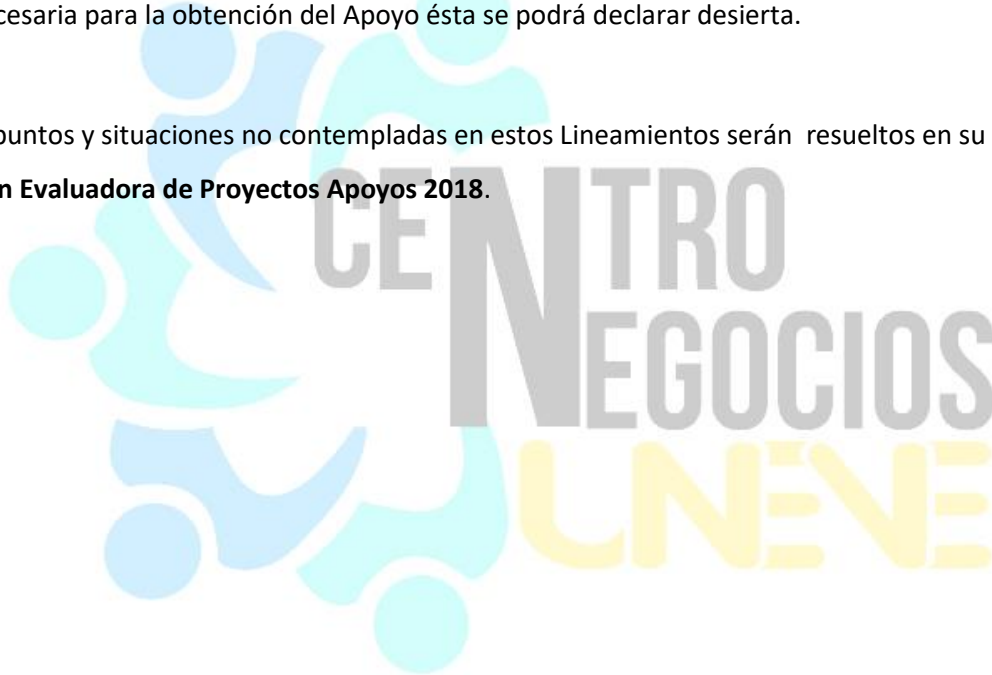 cesaria para la obtención del Apoyo ésta se podrá declarar desierta.
puntos y situaciones no contempladas en estos Lineamientos serán resueltos en su
n Evaluadora de Proyectos Apoyos 2018.
CENTRO
NEGOCIOS
UNEVE